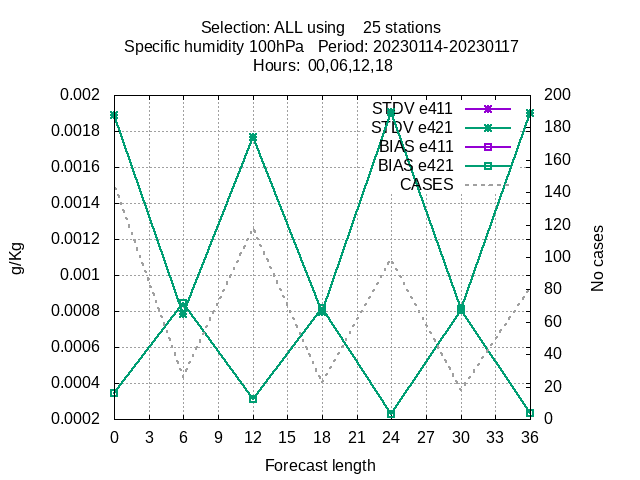 Selection: ALL using    25 stations
Specific humidity 100hPa   Period: 20230114-20230117
Hours:  00,06,12,18
STDV e411
STDV e421
BIAS e411
BIAS e421
CASES
0.002
0.0018
0.0016
0.0014
0.0012
0.001
0.0008
0.0006
0.0004
0.0002
200
180
160
140
120
100
80
60
40
20
0
g/Kg
No cases
0 3 6 9 12 15 18 21 24 27 30 33 36
Forecast length